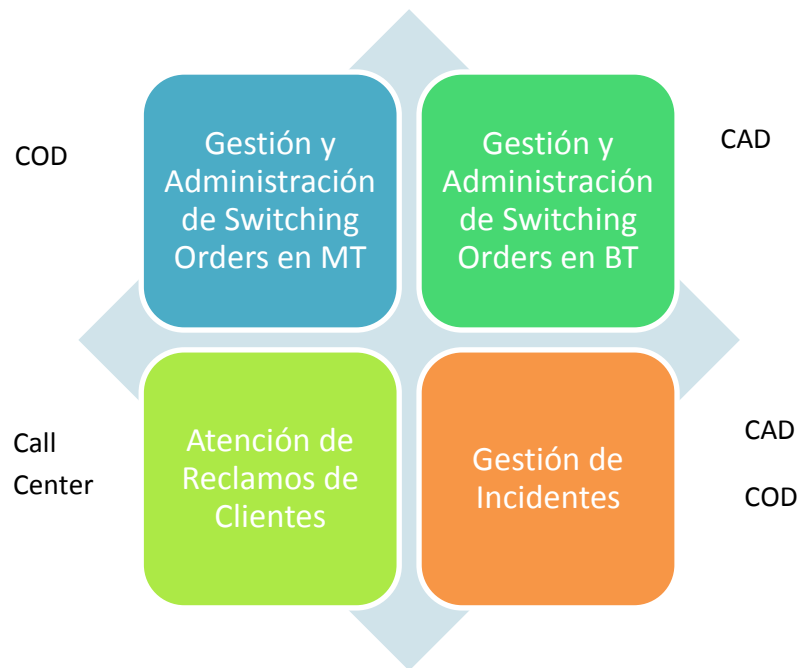 COD
Gestión y
Administración
de Switching
Orders en MT
Gestión y
Administración
de Switching
Orders en BT
CAD
Call
Center
Atención de
Reclamos de
Clientes
Gestión de
Incidentes
CAD
COD